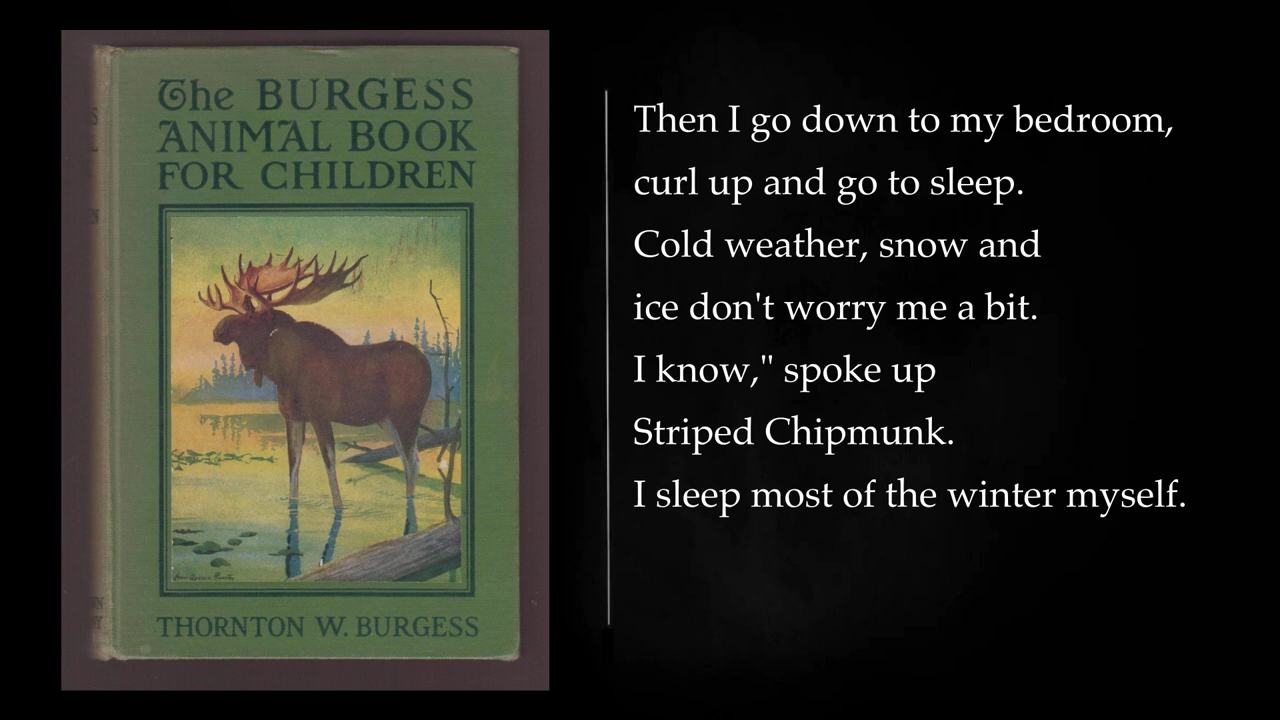 The BURGESS
ANIMAL BOOK
FOR CHILDREN
THORNTON W. BURGESS
Then I go down to my bedroom,
curl up and go to sleep.
Cold weather, snow and
ice don't worry me a bit.
I know," spoke up
Striped Chipmunk.
I sleep most of the winter myself.